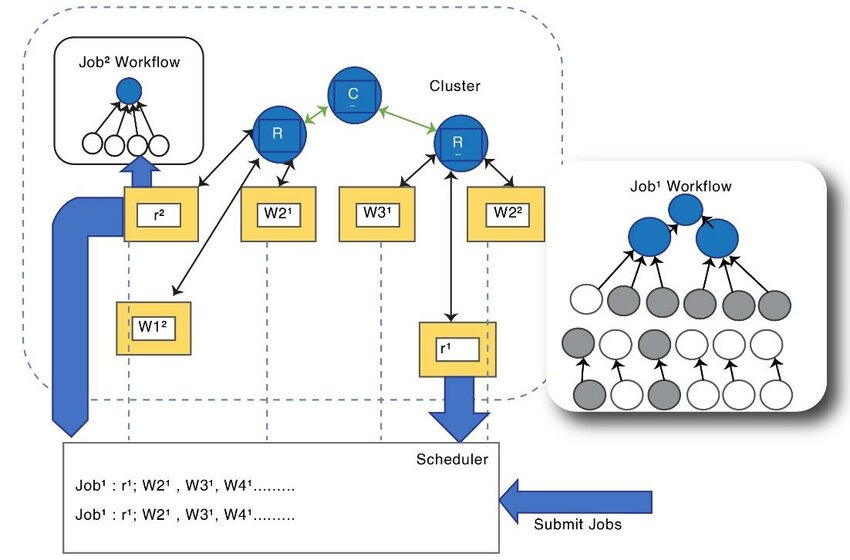 Job² Workflow
Cluster
C
R
R
r²
W2¹
W3¹
W2²
Job¹ Workflow
W1²
r¹
Scheduler
Job¹ : r¹; W2¹ , W3¹, W4¹.........
Job¹ : r¹; W2¹ , W3¹, W4¹.........
Submit Jobs